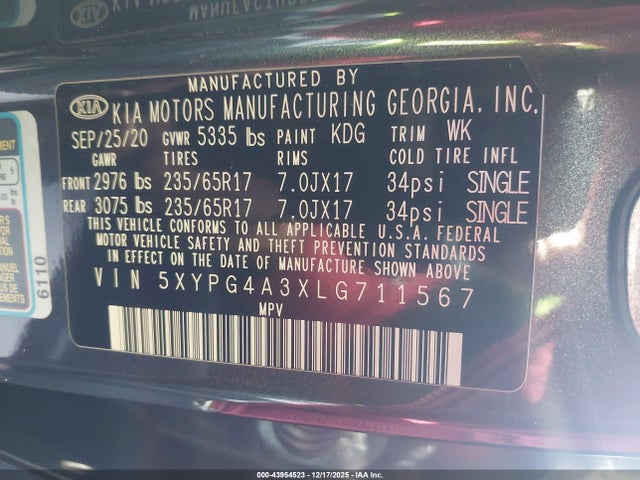 KIA
MANUFACTURED BY
KIA MOTORS MANUFACTURING GEORGIA, INC.
SEP/25/20 GVWR 5335 lbs PAINT KDG TRIM WK
GAWR TIRES RIMS COLD TIRE INFL
FRONT 2976 lbs 235/65R17 7.0JX17 34psi SINGLE
REAR 3075 lbs 235/65R17 7.0JX17 34psi SINGLE
THIS VEHICLE CONFORMS TO ALL APPLICABLE U.S.A. FEDERAL
MOTOR VEHICLE SAFETY AND THEFT PREVENTION STANDARDS
IN EFFECT ON THE DATE OF MANUFACTURE SHOWN ABOVE.
VIN 5XYPG4A3XLG711567
MPV
6110
000-43954523 - 12/17/2025 - IAA Inc.